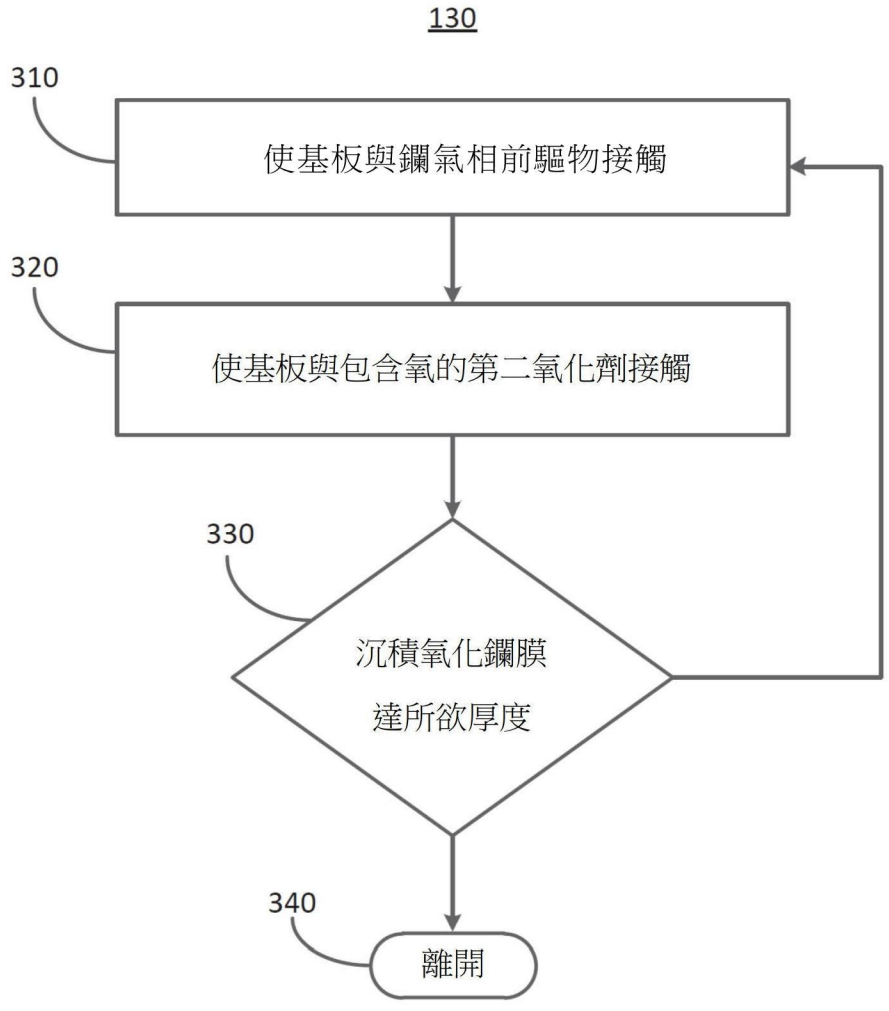 130
310
使基板與鑭氣相前驅物接觸
320
使基板與包含氧的第二氧化劑接觸
330
沉積氧化鑭膜
達所欲厚度
340
離開